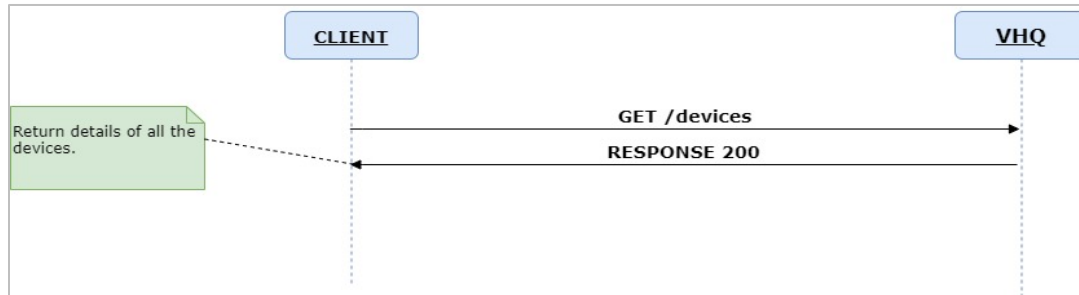 CLIENT
VHQ
GET /devices
Return details of all the
devices.
RESPONSE 200